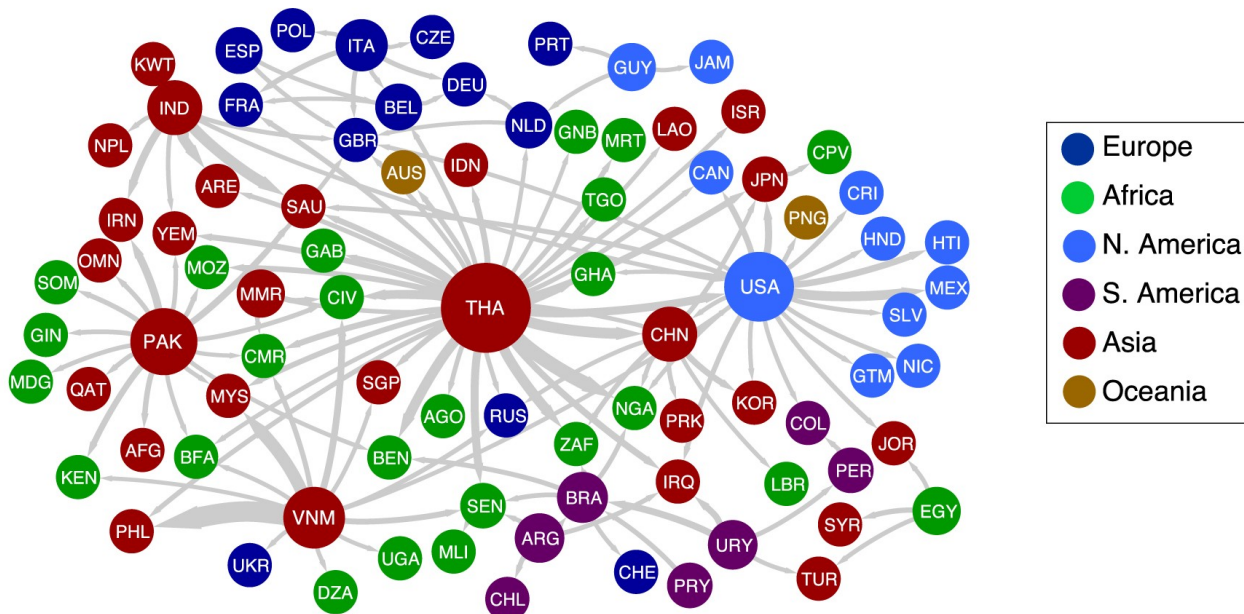 POL
ITA
CZE
ESP
PRT
JAM
KWT
GUY
DEU
IND
FRA
BEL
ISR
NLD
GNB
LAO
MRT
NPL
GBR
CPV
IDN
AUS
CAN
JPN
ARE
CRI
TGO
SAU
PNG
IRN
YEM
HND
HTI
GAB
OMN
MOZ
GHA
SOM
MMR
CIV
THA
USA
MEX
SLV
GIN
PAK
CHN
CMR
NIC
GTM
MDG
QAT
SGP
MYS
KOR
AGO
RUS
NGA
PRK
COL
AFG
BFA
BEN
ZAF
JOR
KEN
IRQ
PER
LBR
BRA
SEN
EGY
VNM
PHL
SYR
ARG
URY
UGA
MLI
UKR
CHE
TUR
PRY
DZA
CHL
Europe
Africa
N. America
S. America
Asia
Oceania